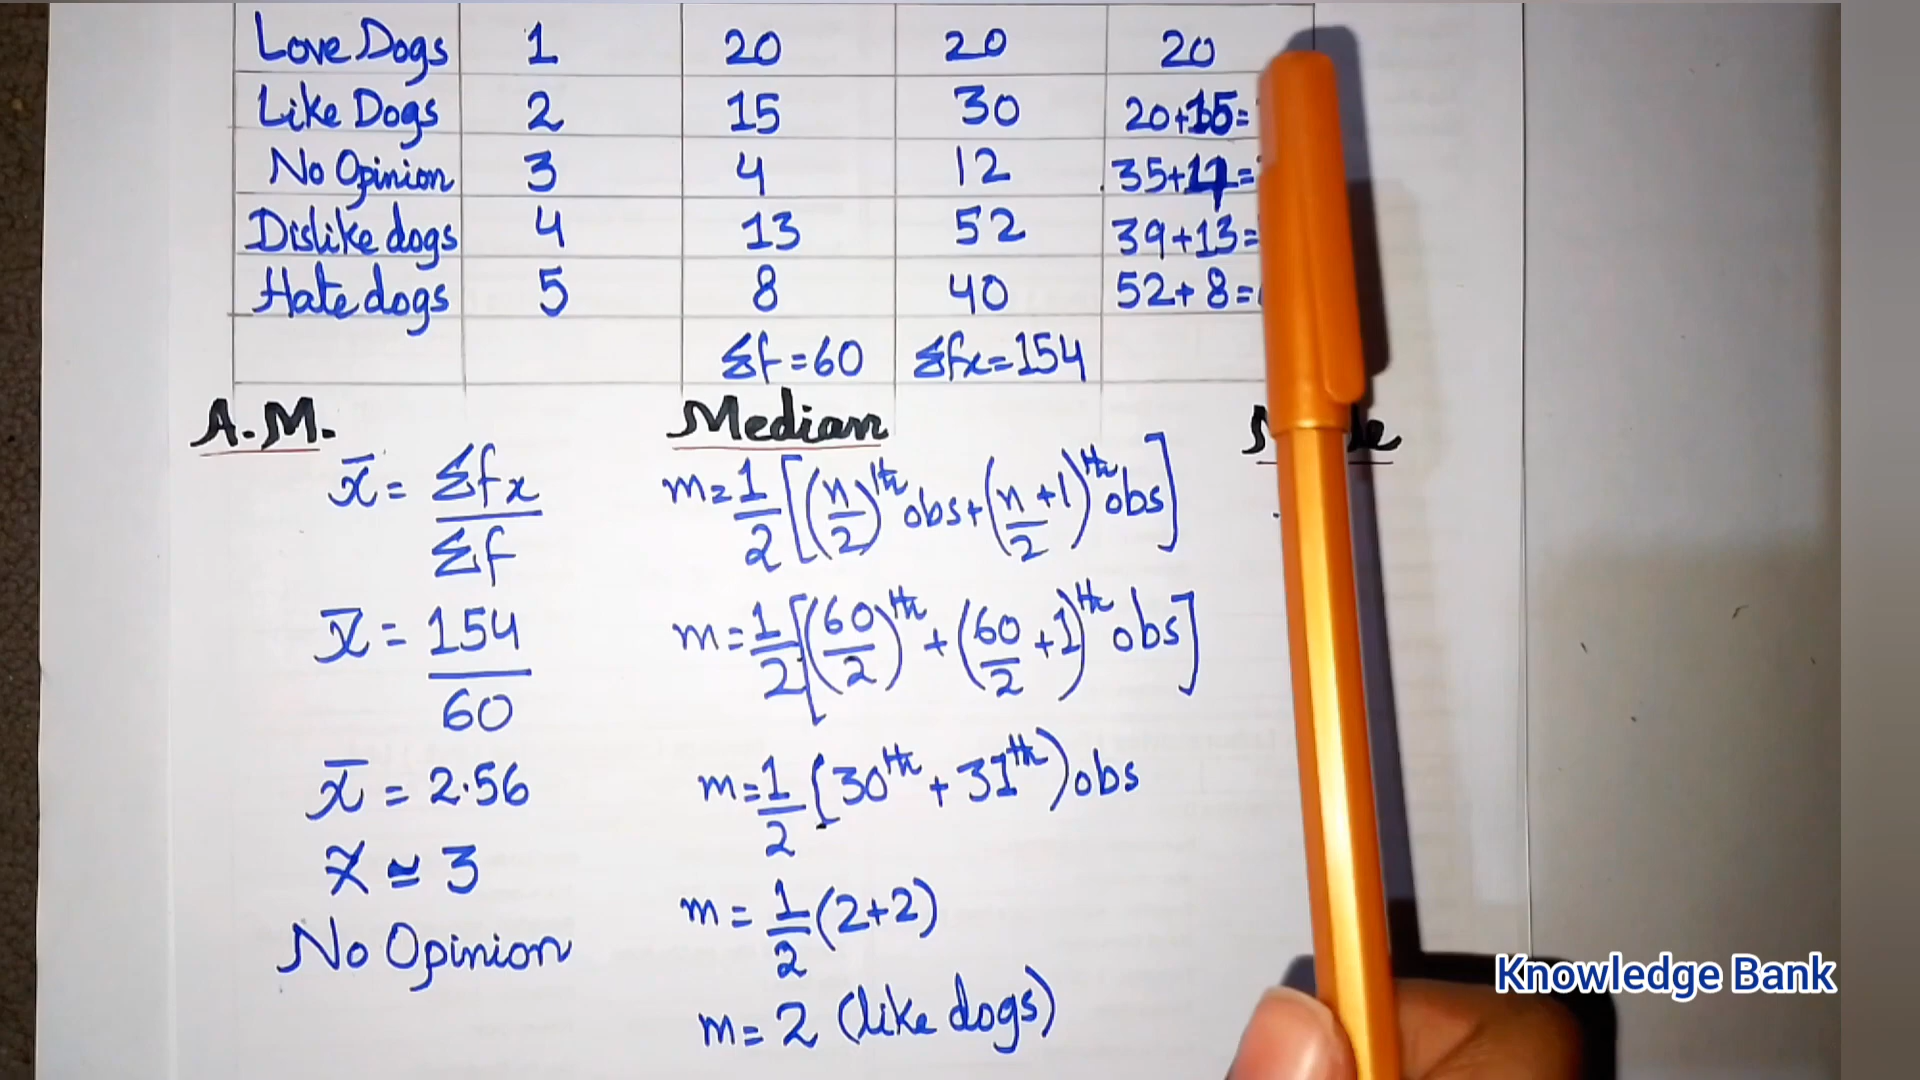 Love Dogs 1 20 20 20
Like Dogs 2 15 30 20+15=
No Opinion 3 4 12 35+4=
Dislike dogs 4 13 52 39+13=
Hate dogs 5 8 40 52+8=
Σf=60 Σfx=154
A.M. Median
x̄ = Σfx / Σf
x̄ = 154 / 60
x̄ = 2.56
x̄ ≃ 3
No Opinion
m = 1/2 [(n/2)th obs + (n/2 + 1)th obs]
m = 1/2 [(60/2)th + (60/2 + 1)th obs]
m = 1/2 (30th + 31th) obs
m = 1/2 (2+2)
m = 2 (like dogs)
Knowledge Bank